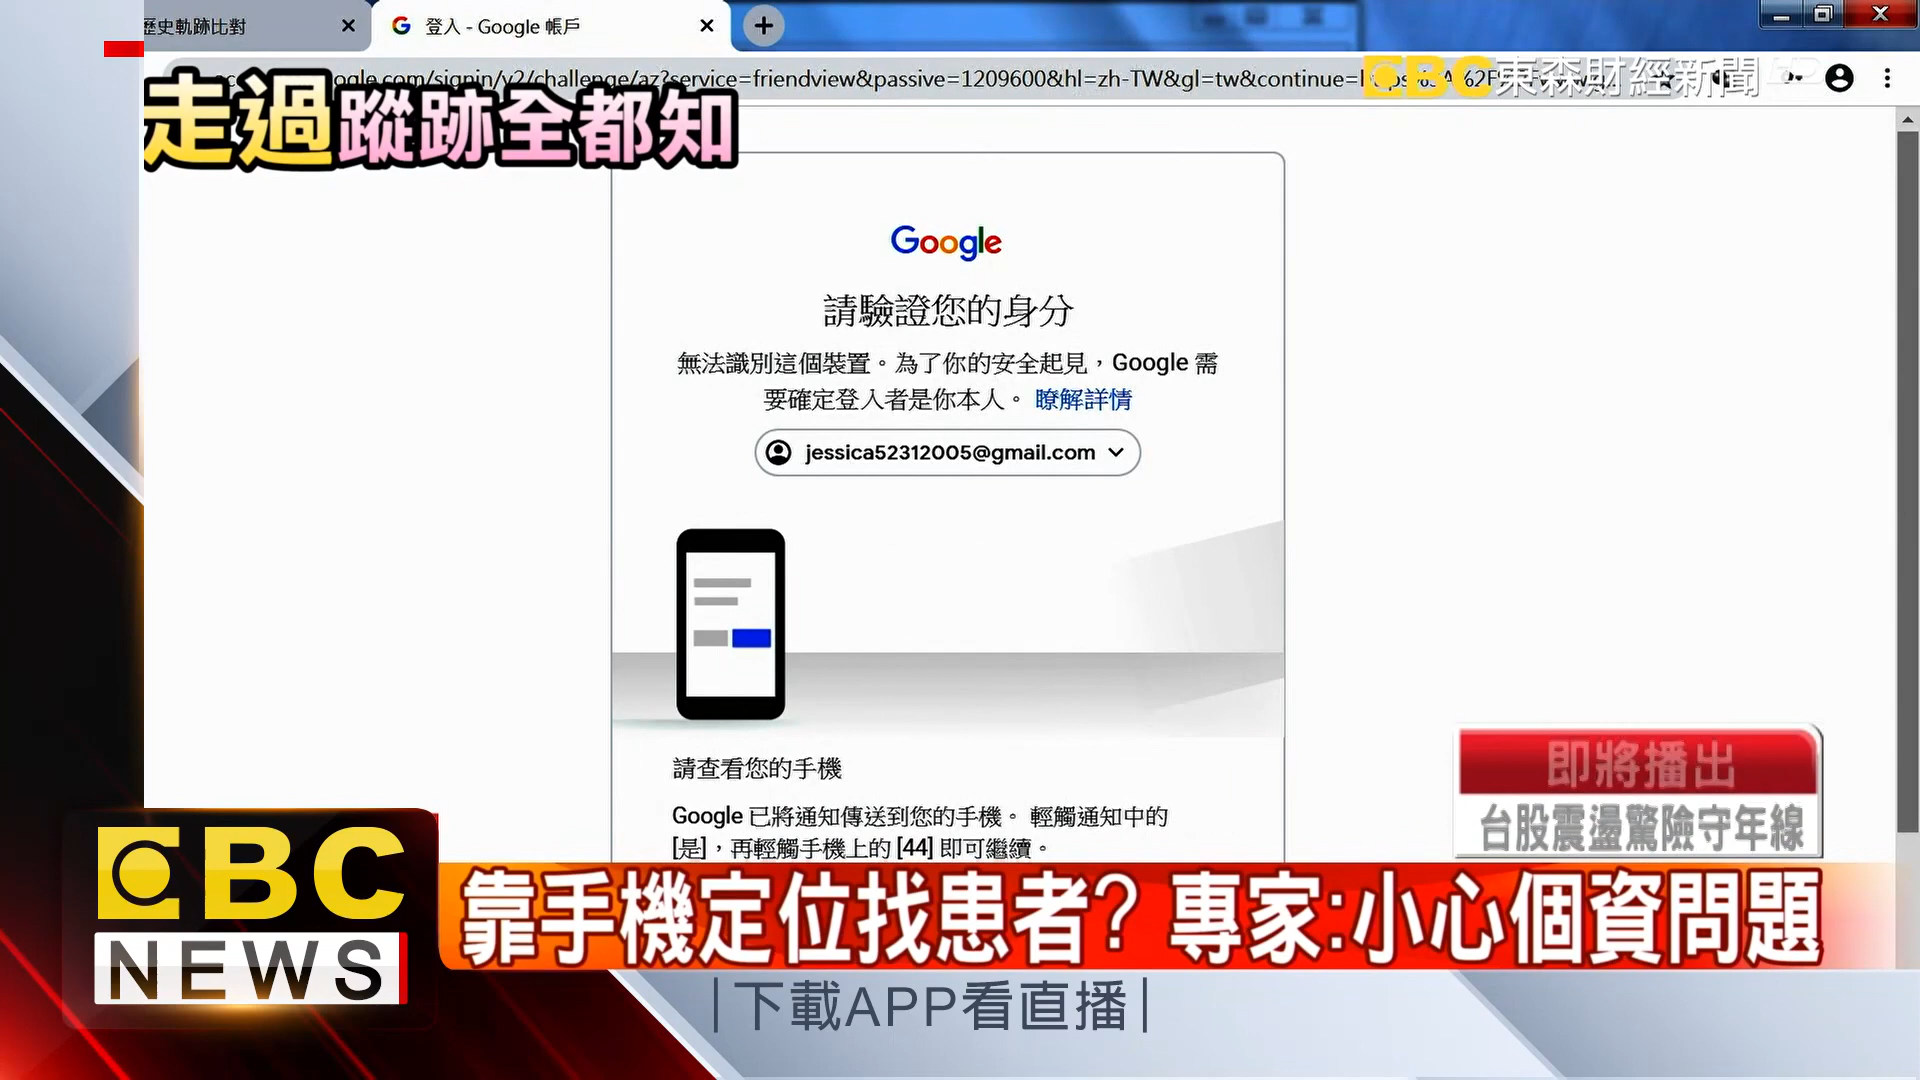 歷史軌跡比對
登入 - Google 帳戶
ogle.com/signin/v2/challenge/az?service=friendview&passive=1209600&hl=zh-TW&gl=tw&continue=
EBC東森財經新聞
走過蹤跡全都知
Google
請驗證您的身分
無法識別這個裝置。為了你的安全起見，Google 需
要確定登入者是你本人。 瞭解詳情
jessica52312005@gmail.com
請查看您的手機
Google 已將通知傳送到您的手機。 輕觸通知中的
[是]，再輕觸手機上的 [44] 即可繼續。
即將播出
台股震盪驚險守年線
EBC
NEWS
靠手機定位找患者? 專家:小心個資問題
|下載APP看直播|